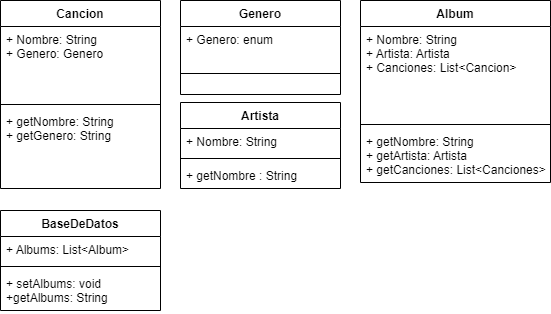 Cancion
+ Nombre: String
+ Genero: Genero
+ getNombre: String
+ getGenero: String
Genero
+ Genero: enum
Artista
+ Nombre: String
+ getNombre : String
Album
+ Nombre: String
+ Artista: Artista
+ Canciones: List<Cancion>
+ getNombre: String
+ getArtista: Artista
+ getCanciones: List<Canciones>
BaseDeDatos
+ Albums: List<Album>
+ setAlbums: void
+getAlbums: String